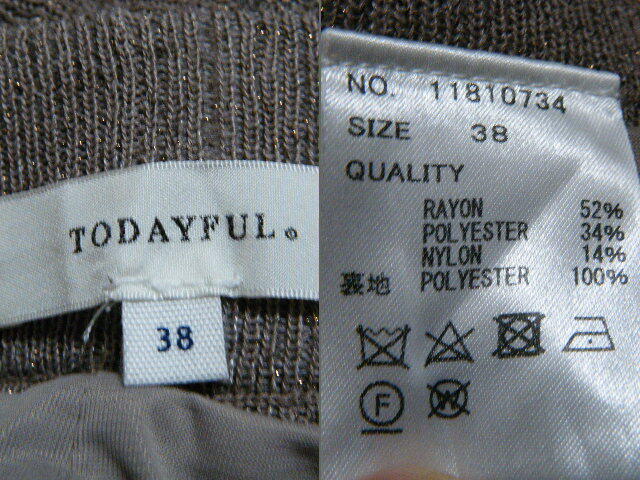 TODAYFUL.
38
NO. 11810734
SIZE 38
QUALITY
RAYON 52%
POLYESTER 34%
NYLON 14%
裏地 POLYESTER 100%
F W